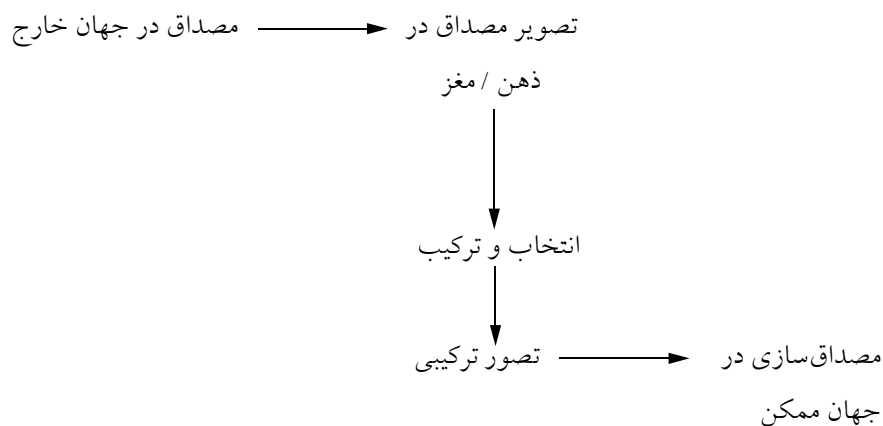 مصداق در جهان خارج
تصویر مصداق در
ذهن / مغز
انتخاب و ترکیب
تصور ترکیبی
مصداق‌سازی در
جهان ممکن